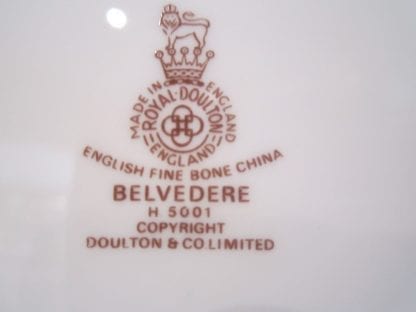 MADE IN ENGLAND
ROYAL·DOULTON
ENGLAND
ENGLISH FINE BONE CHINA
BELVEDERE
H 5001
COPYRIGHT
DOULTON & CO LIMITED